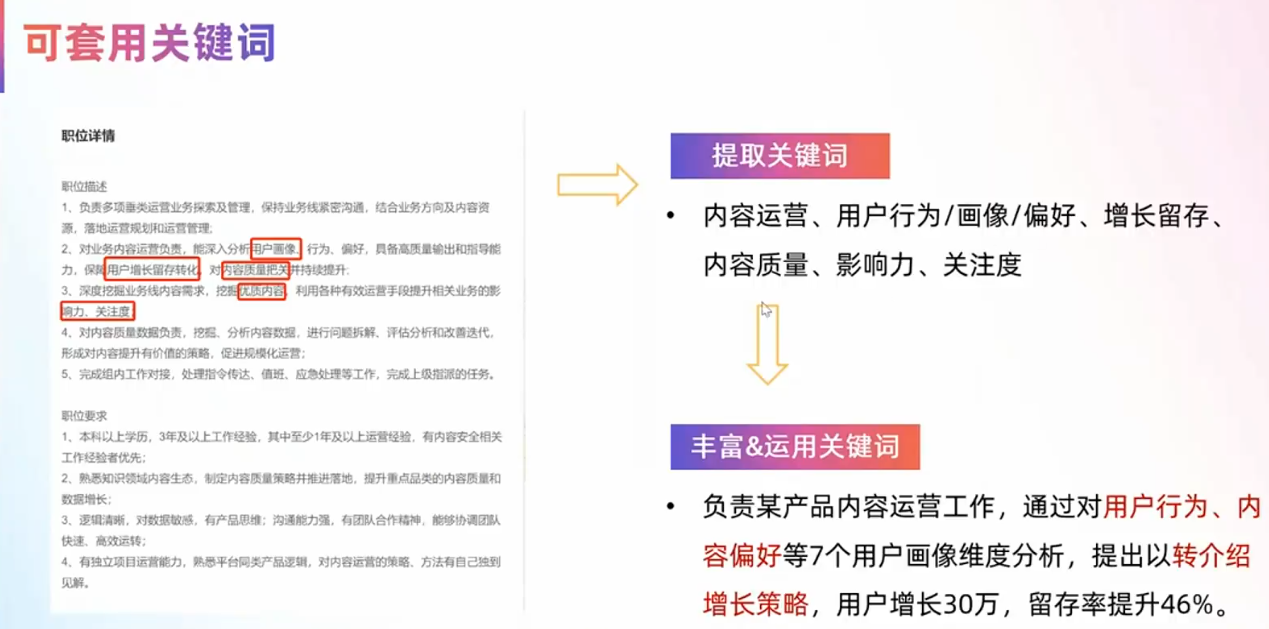 可套用关键词
职位详情
职位描述
1、负责多项垂类运营业务探索及管理，保持业务线紧密沟通，结合业务方向及内容资
源，落地运营规划和运营管理；
2、对业务内容运营负责，能深入分析用户画像、行为、偏好，具备高质量输出和指导能
力，保障用户增长留存转化，对内容质量把关并持续提升；
3、深度挖掘业务线内容需求，挖掘优质内容，利用各种有效运营手段提升相关业务的影
响力、关注度；
4、对内容质量数据负责，挖掘、分析内容数据，进行问题拆解、评估分析和改善迭代，
形成对内容提升有价值的策略，促进规模化运营；
5、完成组内工作对接，处理指令传达、值班、应急处理等工作，完成上级指派的任务。
职位要求
1、本科以上学历，3年及以上工作经验，其中至少1年及以上运营经验，有内容安全相关
工作经验者优先；
2、熟悉知识领域内容生态，制定内容质量策略并推进落地，提升重点品类的内容质量和
数据增长；
3、逻辑清晰，对数据敏感，有产品思维；沟通能力强，有团队合作精神，能够协调团队
快速、高效运转；
4、有独立项目运营能力，熟悉平台同类产品逻辑，对内容运营的策略、方法有自己独到
见解。
提取关键词
• 内容运营、用户行为/画像/偏好、增长留存、
内容质量、影响力、关注度
丰富&运用关键词
• 负责某产品内容运营工作，通过对用户行为、内
容偏好等7个用户画像维度分析，提出以转介绍
增长策略，用户增长30万，留存率提升46%。